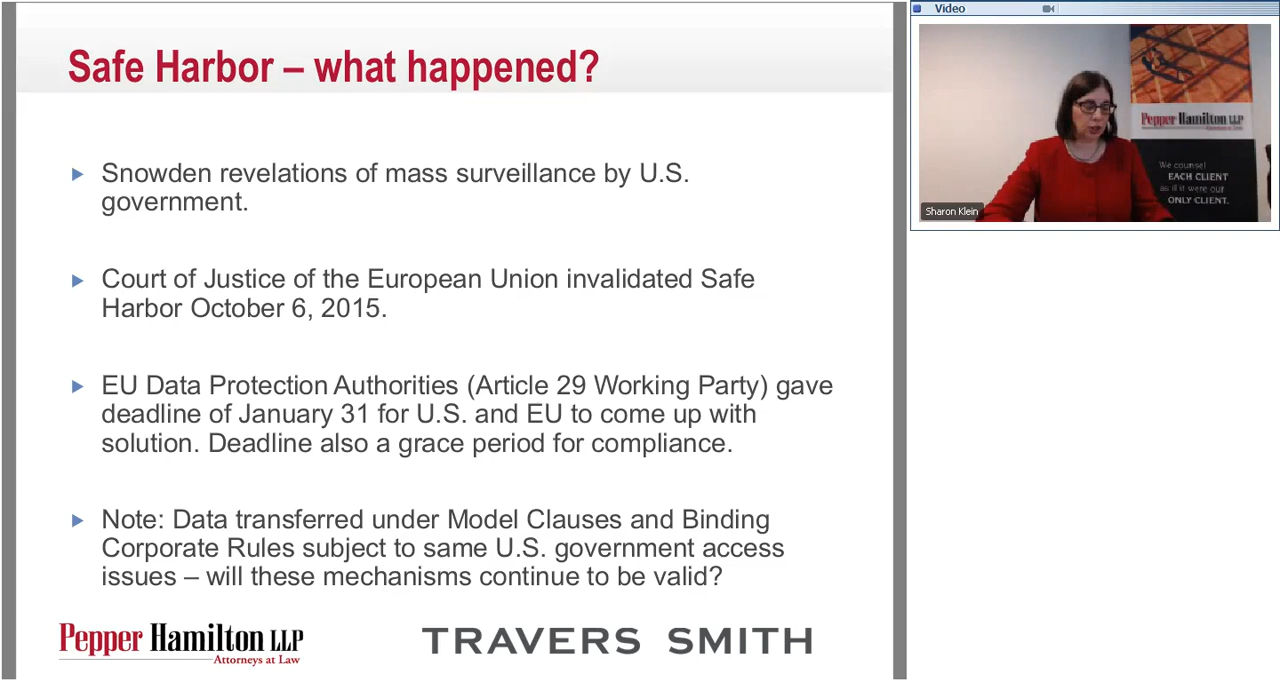 Safe Harbor – what happened?
Snowden revelations of mass surveillance by U.S.
government.
Court of Justice of the European Union invalidated Safe
Harbor October 6, 2015.
EU Data Protection Authorities (Article 29 Working Party) gave
deadline of January 31 for U.S. and EU to come up with
solution. Deadline also a grace period for compliance.
Note: Data transferred under Model Clauses and Binding
Corporate Rules subject to same U.S. government access
issues – will these mechanisms continue to be valid?
Pepper Hamilton LLP
Attorneys at Law
TRAVERS SMITH
Video
Pepper Hamilton LLP
We counsel
EACH CLIENT
as if it were our
ONLY CLIENT.
Sharon Klein